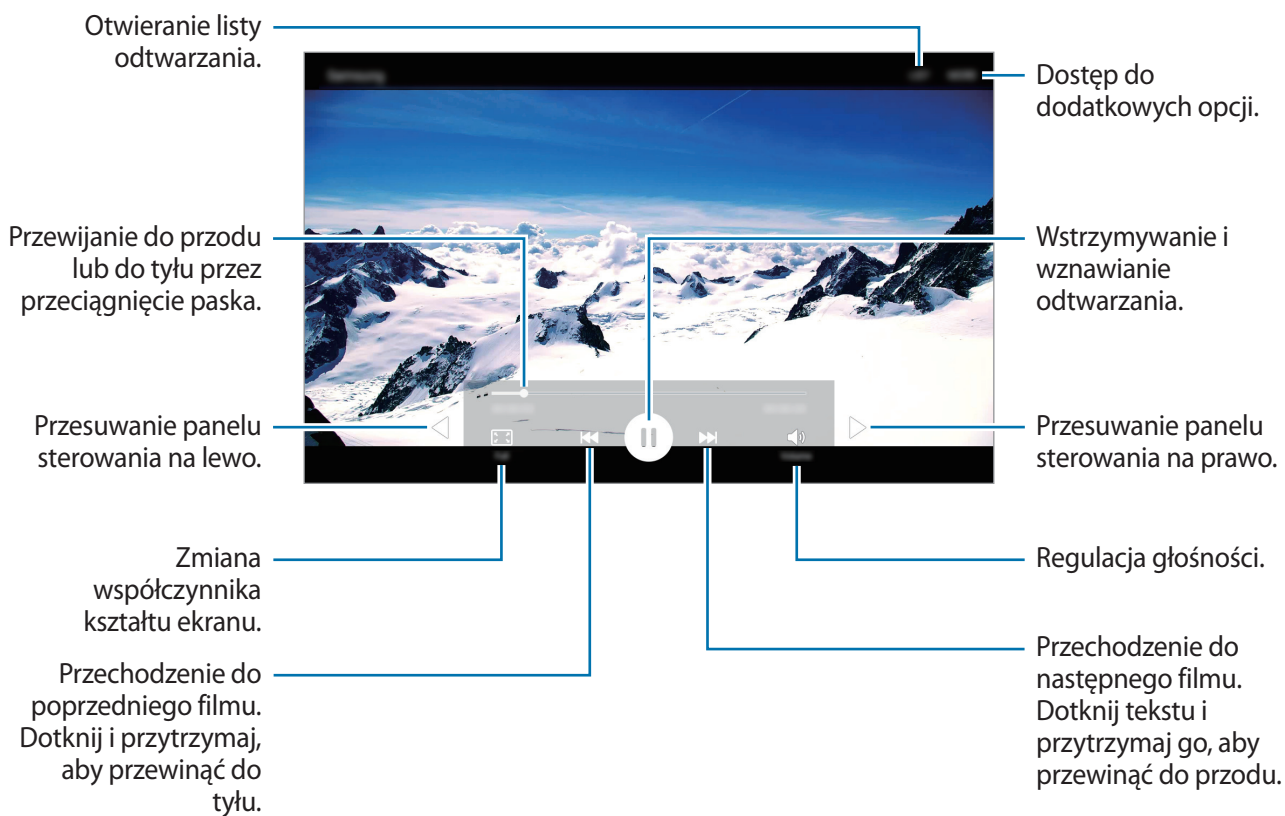 Otwieranie listy
odtwarzania.
Dostęp do
dodatkowych opcji.
Przewijanie do przodu
lub do tyłu przez
przeciągnięcie paska.
Wstrzymywanie i
wznawianie
odtwarzania.
Przesuwanie panelu
sterowania na lewo.
Przesuwanie panelu
sterowania na prawo.
Zmiana
współczynnika
kształtu ekranu.
Regulacja głośności.
Przechodzenie do
poprzedniego filmu.
Dotknij i przytrzymaj,
aby przewinąć do
tyłu.
Przechodzenie do
następnego filmu.
Dotknij tekstu i
przytrzymaj go, aby
przewinąć do przodu.